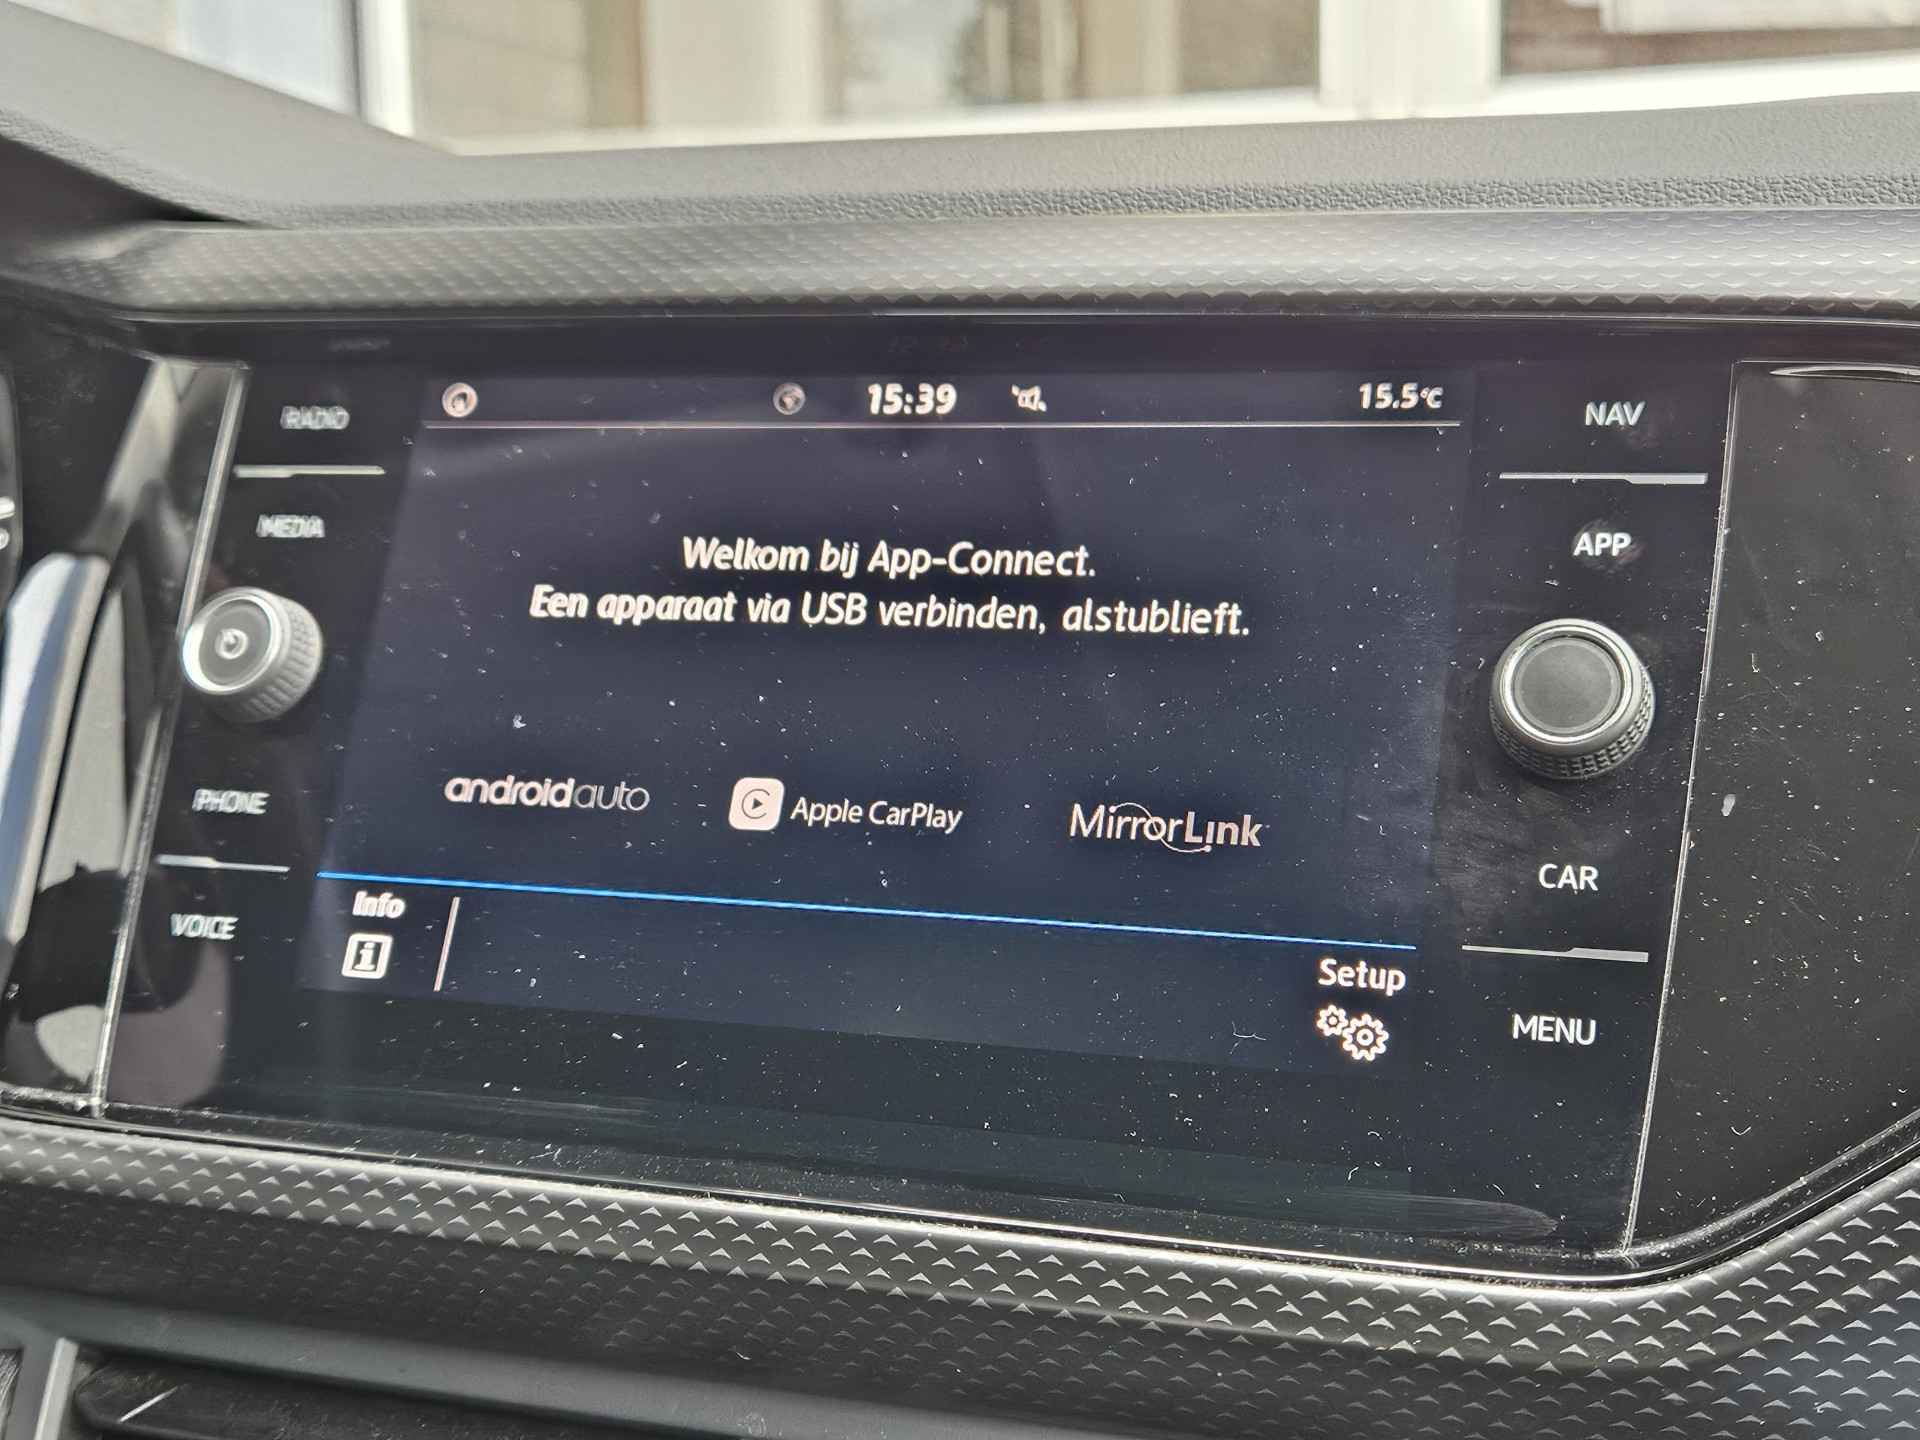 15:39
15.5°C
RADIO
MEDIA
PHONE
VOICE
Welkom bij App-Connect.
Een apparaat via USB verbinden, alstublieft.
androidauto
Apple CarPlay
MirrorLink
Info
Setup
NAV
APP
CAR
MENU